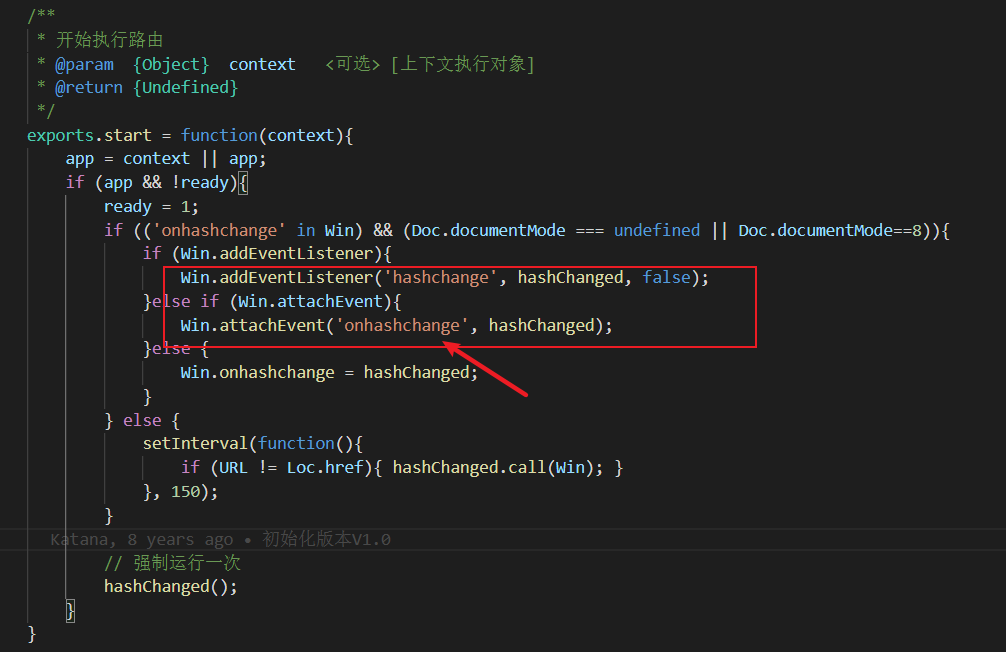 /**
 * 开始执行路由
 * @param  {Object}  context   <可选> [上下文执行对象]
 * @return {Undefined}
 */
exports.start = function(context){
    app = context || app;
    if (app && !ready){
        ready = 1;
        if (('onhashchange' in Win) && (Doc.documentMode === undefined || Doc.documentMode==8)){
            if (Win.addEventListener){
                Win.addEventListener('hashchange', hashChanged, false);
            }else if (Win.attachEvent){
                Win.attachEvent('onhashchange', hashChanged);
            }else {
                Win.onhashchange = hashChanged;
            }
        } else {
            setInterval(function(){
                if (URL != Loc.href){ hashChanged.call(Win); }
            }, 150);
        }
Katana, 8 years ago • 初始化版本V1.0
        // 强制运行一次
        hashChanged();
    }
}